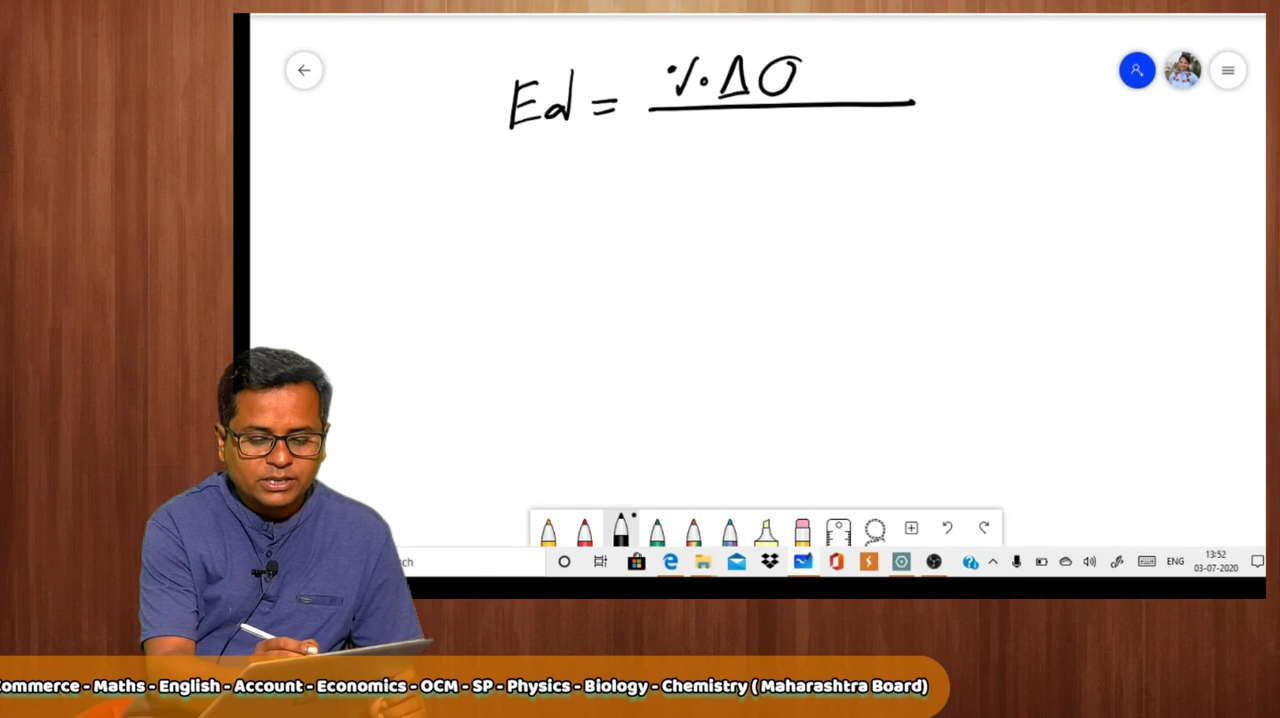 Ed = %ΔQ
ch
ENG
13:52
03-07-2020
Commerce - Maths - English - Account - Economics - OCM - SP - Physics - Biology - Chemistry ( Maharashtra Board)